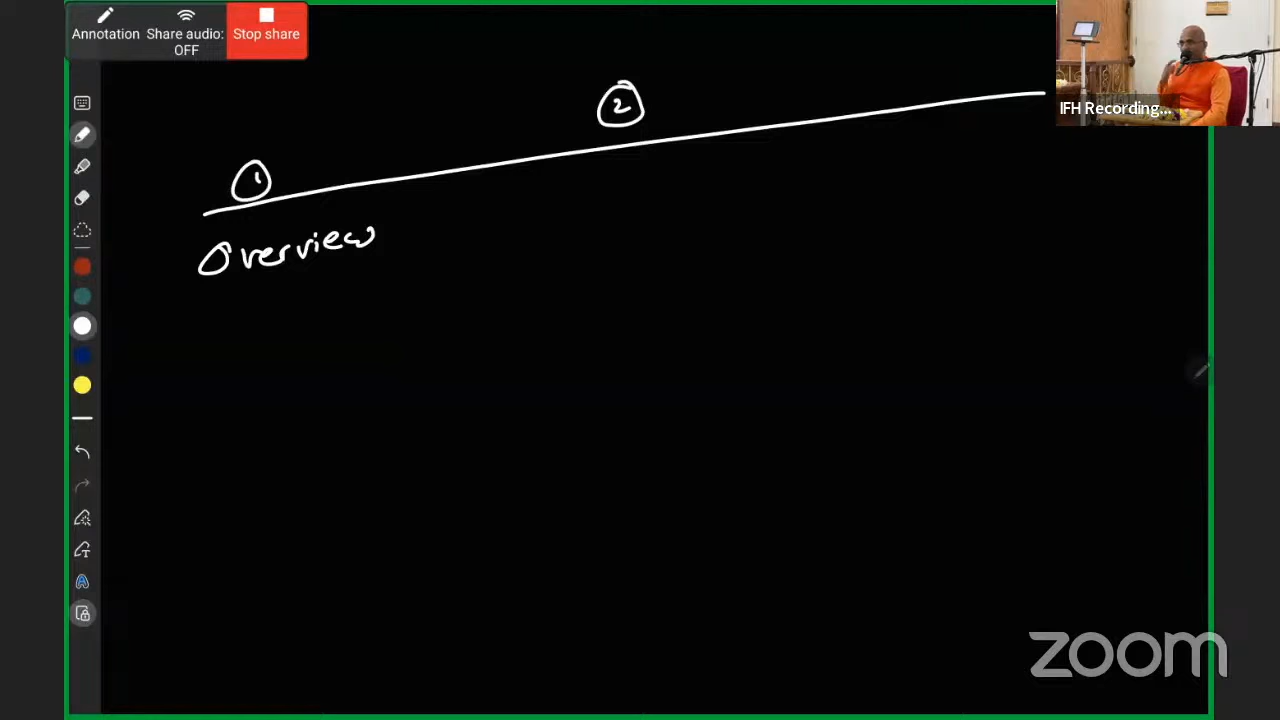 Annotation
Share audio: OFF
Stop share
IFH Recording...
2
1
Overview
zoom